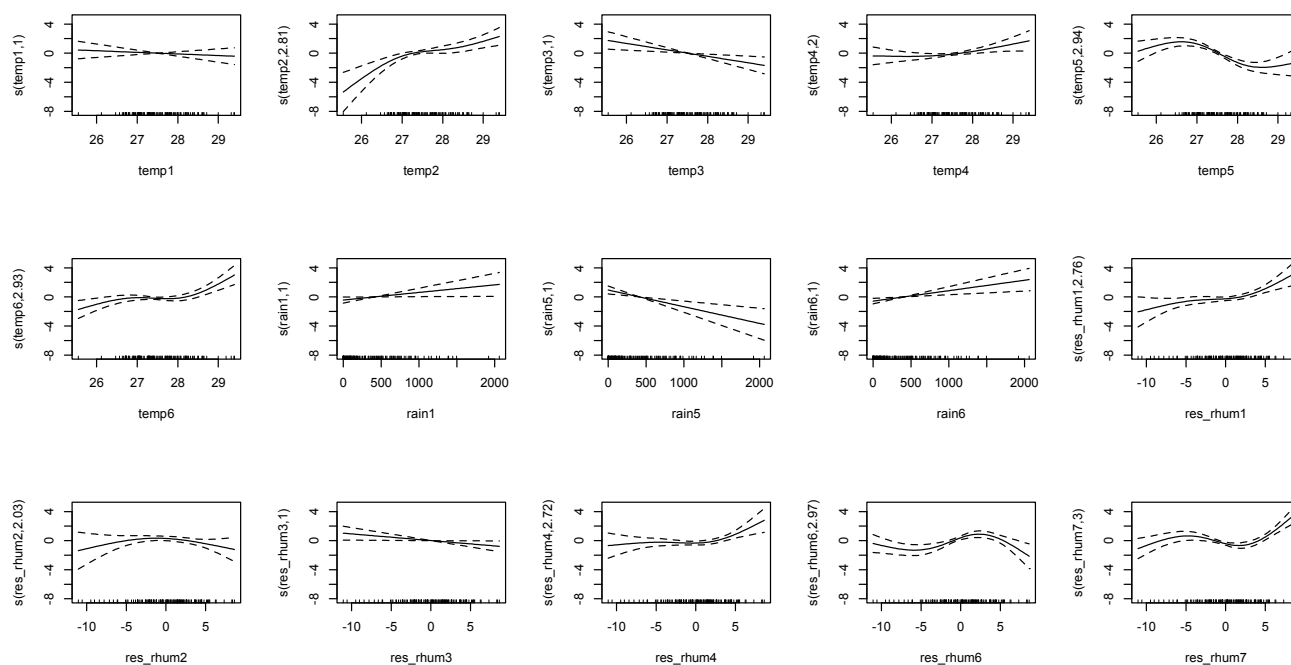 s(temp1,1)
4
0
-4
-8
26 27 28 29
temp1
s(temp2,2.81)
4
0
-4
-8
26 27 28 29
temp2
s(temp3,1)
4
0
-4
-8
26 27 28 29
temp3
s(temp4,2)
4
0
-4
-8
26 27 28 29
temp4
s(temp5,2.94)
4
0
-4
-8
26 27 28 29
temp5
s(temp6,2.93)
4
0
-4
-8
26 27 28 29
temp6
s(rain1,1)
4
0
-4
-8
0 500 1000 2000
rain1
s(rain5,1)
4
0
-4
-8
0 500 1000 2000
rain5
s(rain6,1)
4
0
-4
-8
0 500 1000 2000
rain6
s(res_rhum1,2.76)
4
0
-4
-8
-10 -5 0 5
res_rhum1
s(res_rhum2,2.03)
4
0
-4
-8
-10 -5 0 5
res_rhum2
s(res_rhum3,1)
4
0
-4
-8
-10 -5 0 5
res_rhum3
s(res_rhum4,2.72)
4
0
-4
-8
-10 -5 0 5
res_rhum4
s(res_rhum6,2.97)
4
0
-4
-8
-10 -5 0 5
res_rhum6
s(res_rhum7,3)
4
0
-4
-8
-10 -5 0 5
res_rhum7